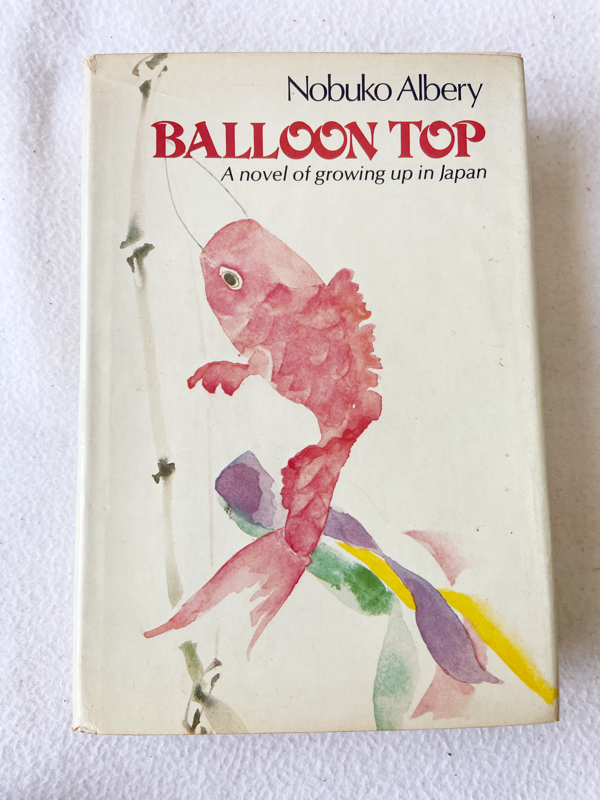 Nobuko Albery
BALLOON TOP
A novel of growing up in Japan